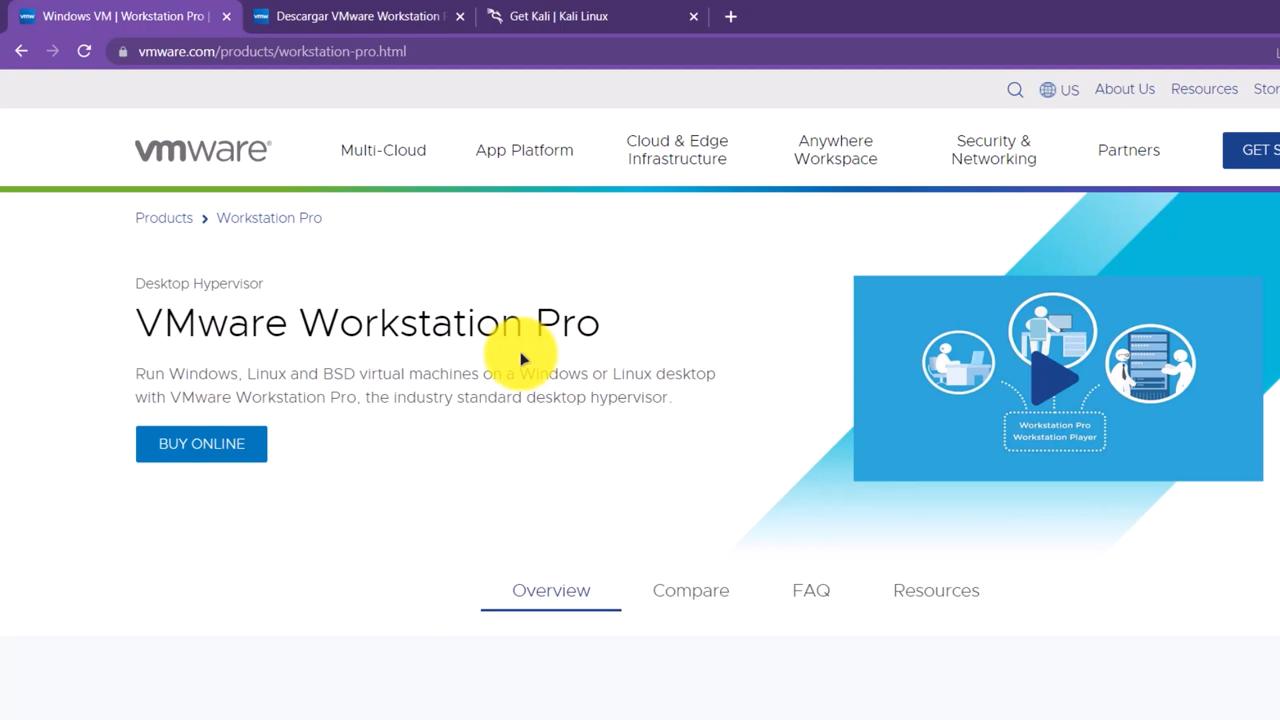 Windows VM | Workstation Pro |
Descargar VMware Workstation
Get Kali | Kali Linux
vmware.com/products/workstation-pro.html
US
About Us
Resources
vmware®
Multi-Cloud
App Platform
Cloud & Edge
Infrastructure
Anywhere
Workspace
Security &
Networking
Partners
GET
Products > Workstation Pro
Desktop Hypervisor
VMware Workstation Pro
Run Windows, Linux and BSD virtual machines on a Windows or Linux desktop
with VMware Workstation Pro, the industry standard desktop hypervisor.
BUY ONLINE
Workstation Pro
Workstation Player
Overview
Compare
FAQ
Resources